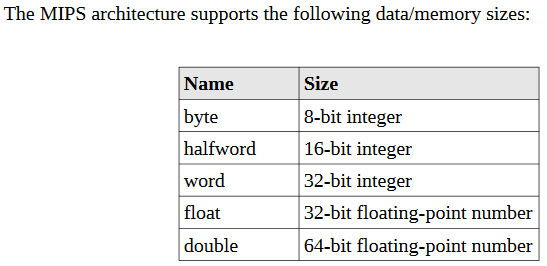 The MIPS architecture supports the following data/memory sizes:
Name Size
byte 8-bit integer
halfword 16-bit integer
word 32-bit integer
float 32-bit floating-point number
double 64-bit floating-point number